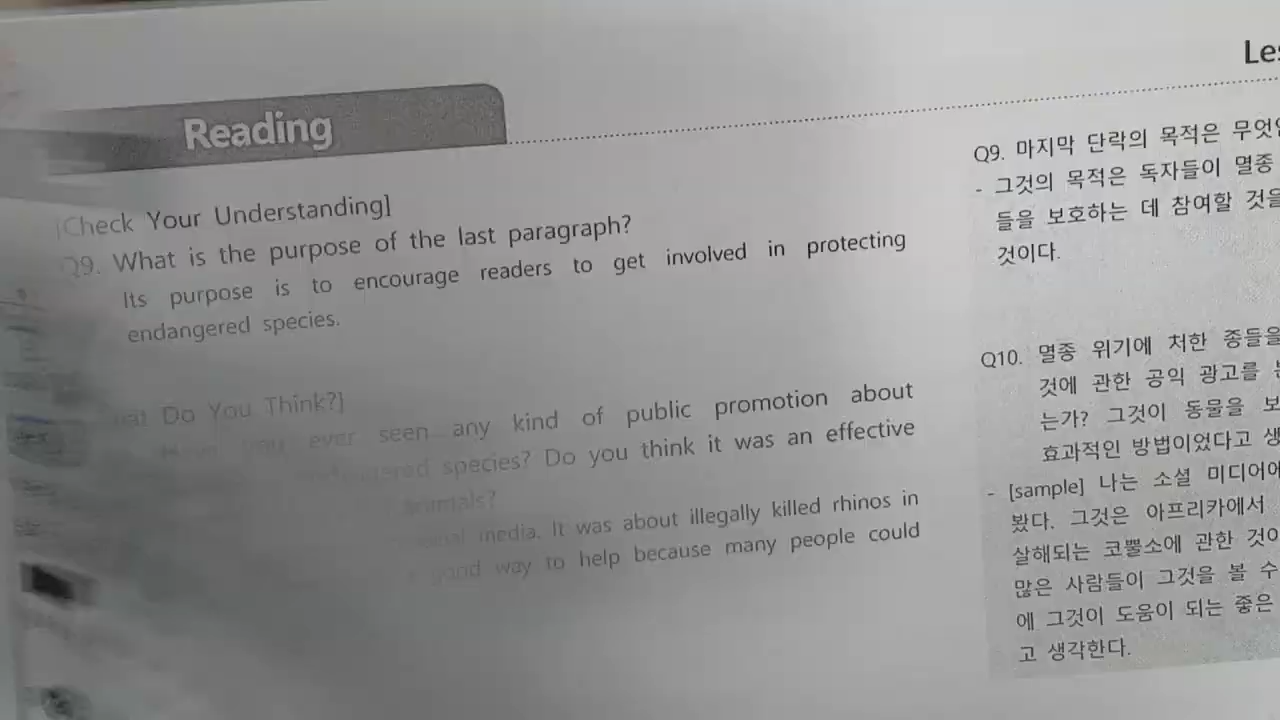 Les
Reading
[Check Your Understanding]
Q9. What is the purpose of the last paragraph?
Its purpose is to encourage readers to get involved in protecting
endangered species.
Do You Think?]
you ever seen any kind of public promotion about
species? Do you think it was an effective
animals?
media. It was about illegally killed rhinos in
good way to help because many people could
Q9. 마지막 단락의 목적은
- 그것의 목적은 독자들이 멸종
들을 보호하는 데 참여할 것을
것이다.
Q10. 멸종 위기에 처한 종들을
것에 관한 공익 광고를
는가? 그것이 동물을 보
효과적인 방법이었다고
- [sample] 나는 소셜 미디어에
봤다. 그것은 아프리카에서
살해되는 코뿔소에 관한
많은 사람들이 그것을 볼 수
에 그것이 도움이 되는 좋은
고 생각한다.